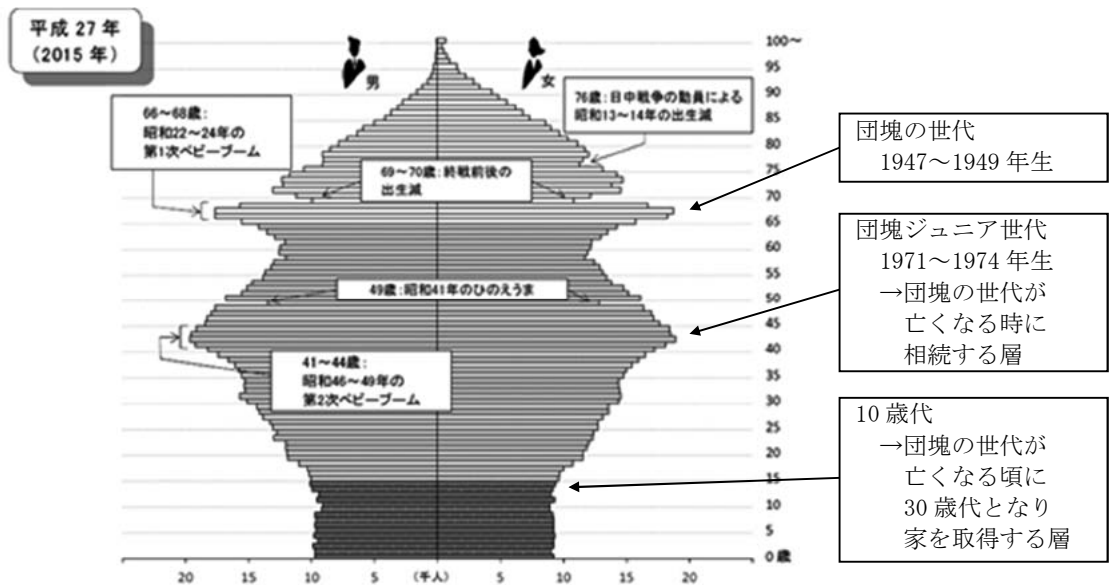 平成 27 年
(2015 年)
男
女
66～68歳：
昭和22～24年の
第1次ベビーブーム
76歳：日中戦争の動員による
昭和13～14年の出生減
69～70歳：終戦前後の
出生減
49歳：昭和41年のひのえうま
41～44歳：
昭和46～49年の
第2次ベビーブーム
100～
95
90
85
80
75
70
65
60
55
50
45
40
35
30
25
20
15
10
5
0 歳
20 15 10 5 (千人) 5 10 15 20
団塊の世代
1947～1949 年生
団塊ジュニア世代
1971～1974 年生
→団塊の世代が
亡くなる時に
相続する層
10 歳代
→団塊の世代が
亡くなる頃に
30 歳代となり
家を取得する層